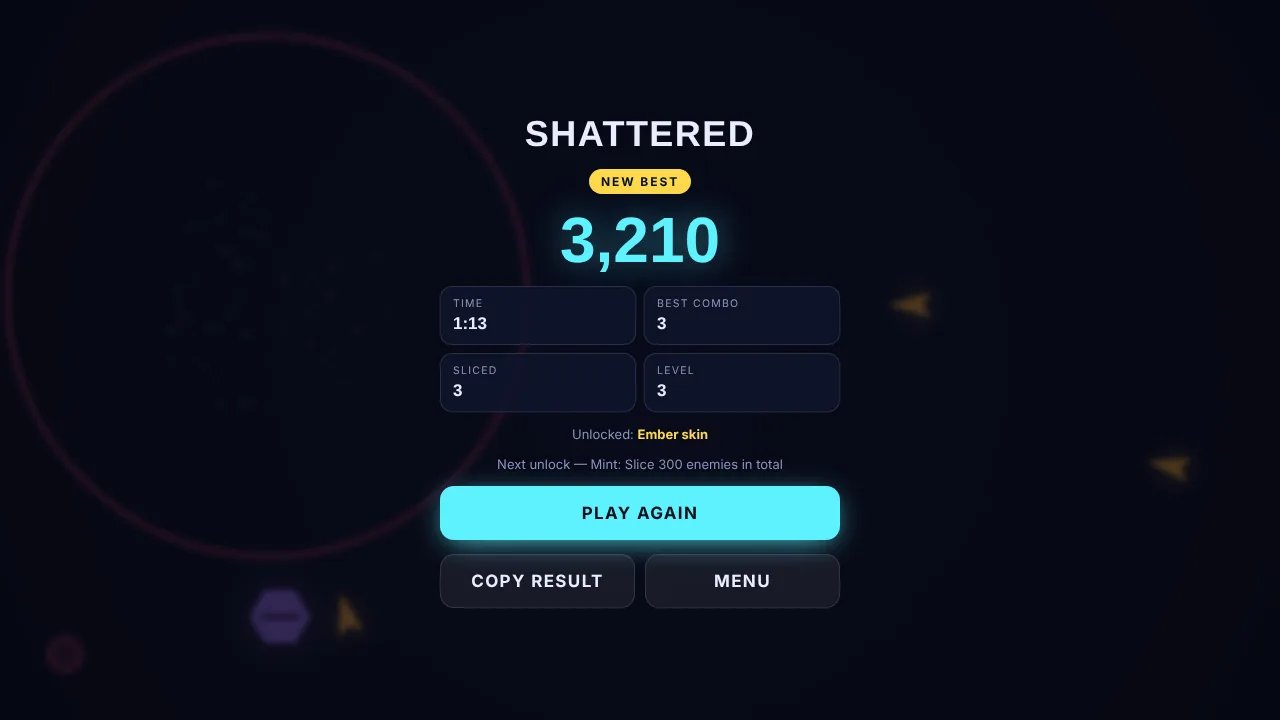 SHATTERED
NEW BEST
3,210
TIME
1:13
BEST COMBO
3
SLICED
3
LEVEL
3
Unlocked: Ember skin
Next unlock — Mint: Slice 300 enemies in total
PLAY AGAIN
COPY RESULT
MENU